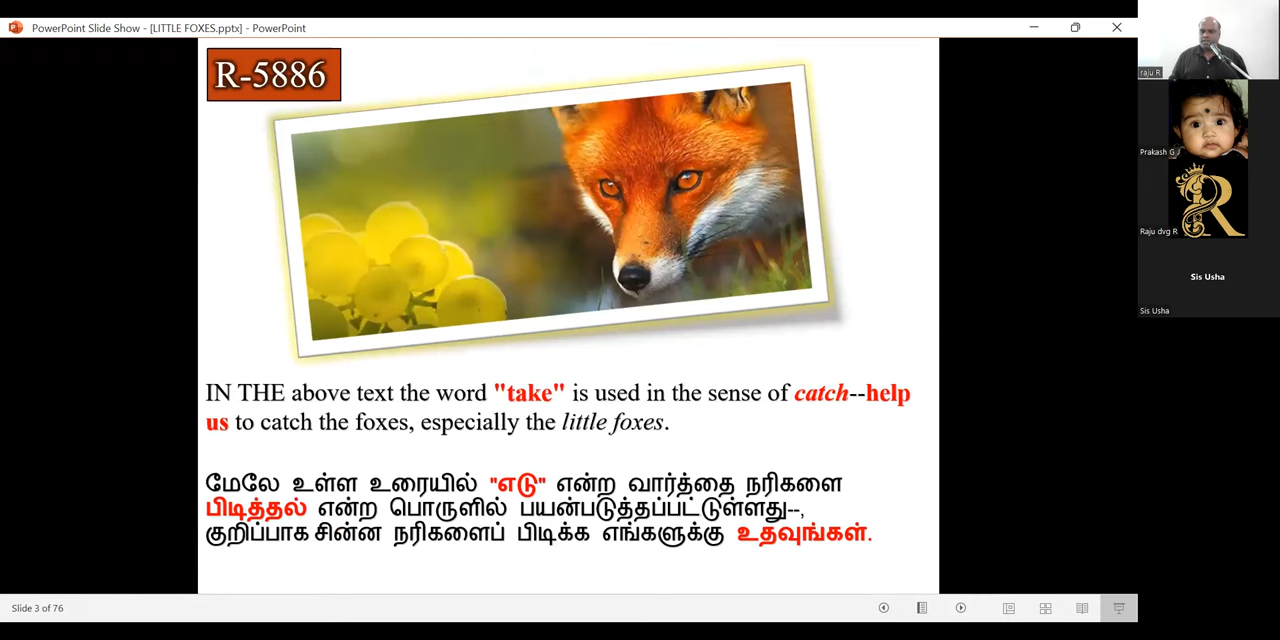 PowerPoint Slide Show - [LITTLE FOXES.pptx] - PowerPoint
R-5886
IN THE above text the word "take" is used in the sense of catch--help
us to catch the foxes, especially the little foxes.
மேலே உள்ள உரையில் "எடு" என்ற வார்த்தை நரிகளை
பிடித்தல் என்ற பொருளில் பயன்படுத்தப்பட்டுள்ளது--,
குறிப்பாக சின்ன நரிகளைப் பிடிக்க எங்களுக்கு உதவுங்கள்.
Slide 3 of 76
raju R
Prakash G J
R
Raju dvg R
Sis Usha
Sis Usha